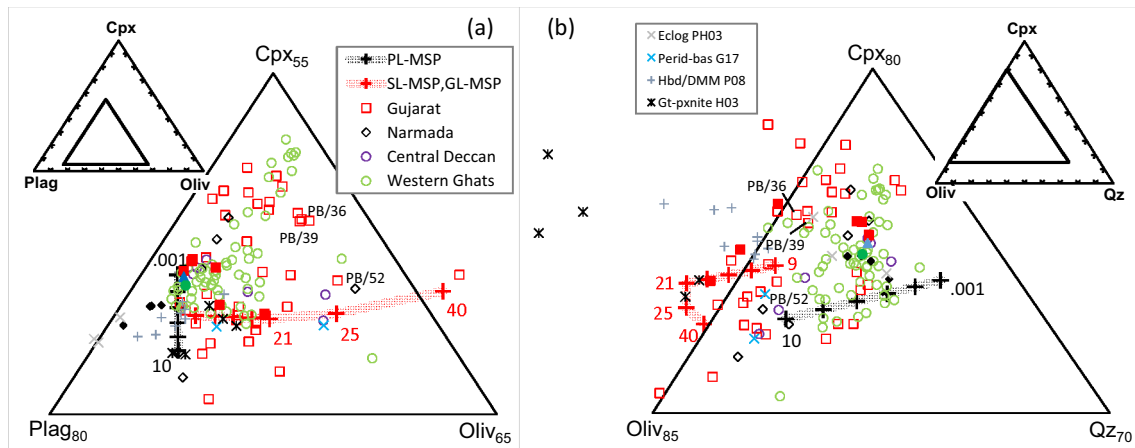 (a)
Cpx
Plag
Oliv
Cpx55
PL-MSP
SL-MSP,GL-MSP
Gujarat
Narmada
Central Deccan
Western Ghats
PB/36
PB/39
PB/52
.001
10
21
25
40
Plag80
Oliv65
(b)
Eclog PH03
Perid-bas G17
Hbd/DMM P08
Gt-pxnite H03
Cpx
Oliv
Qz
Cpx80
PB/36
PB/39
PB/52
9
21
25
40
10
.001
Oliv85
Qz70